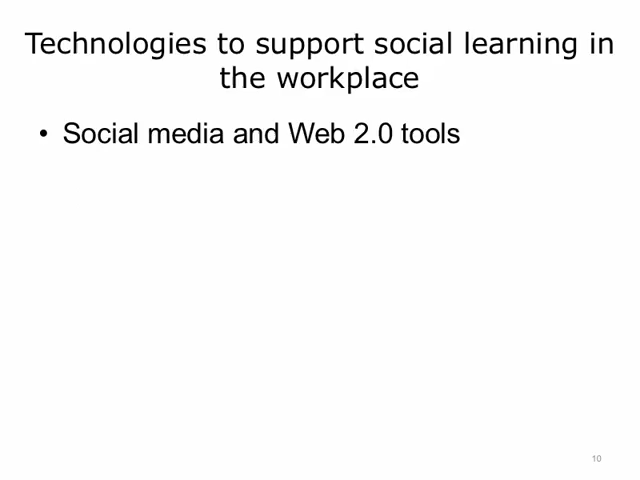 Technologies to support social learning in
the workplace
• Social media and Web 2.0 tools
10